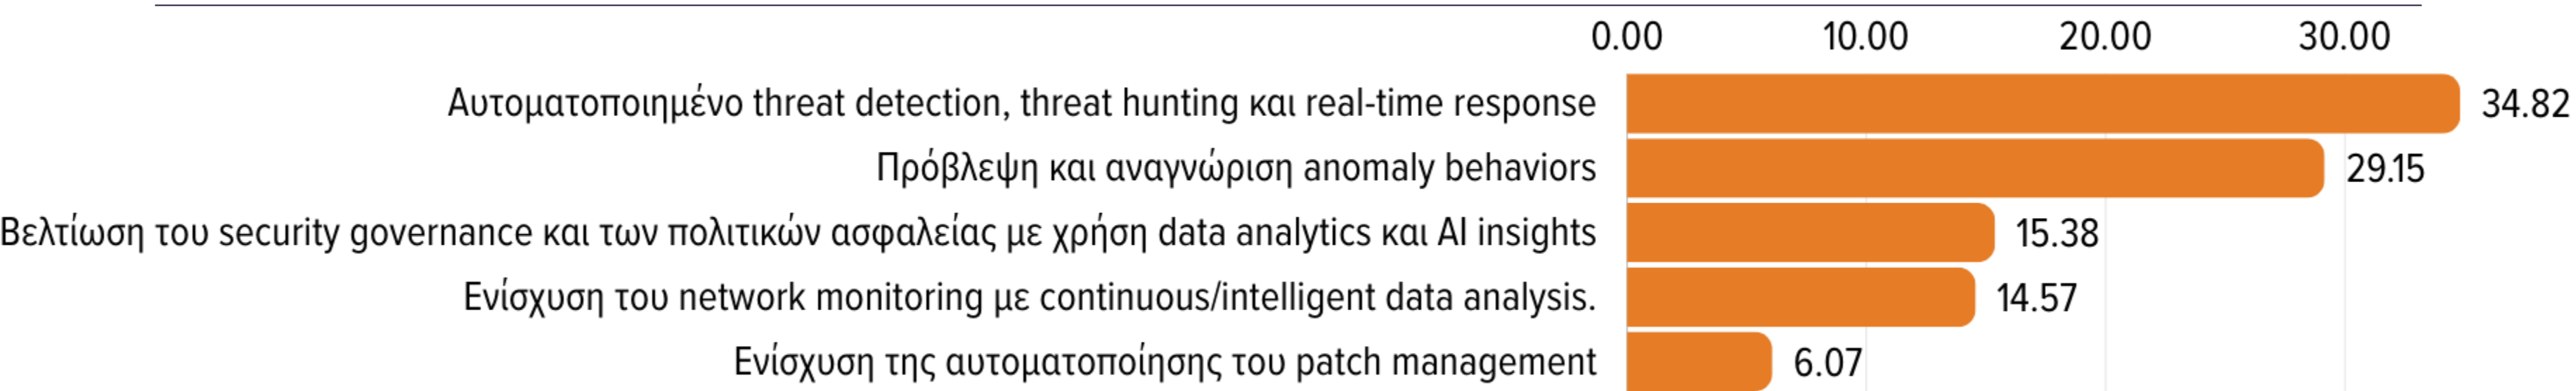 0.00 10.00 20.00 30.00
Αυτοματοποιημένο threat detection, threat hunting και real-time response 34.82
Πρόβλεψη και αναγνώριση anomaly behaviors 29.15
Βελτίωση του security governance και των πολιτικών ασφαλείας με χρήση data analytics και AI insights 15.38
Ενίσχυση του network monitoring με continuous/intelligent data analysis. 14.57
Ενίσχυση της αυτοματοποίησης του patch management 6.07